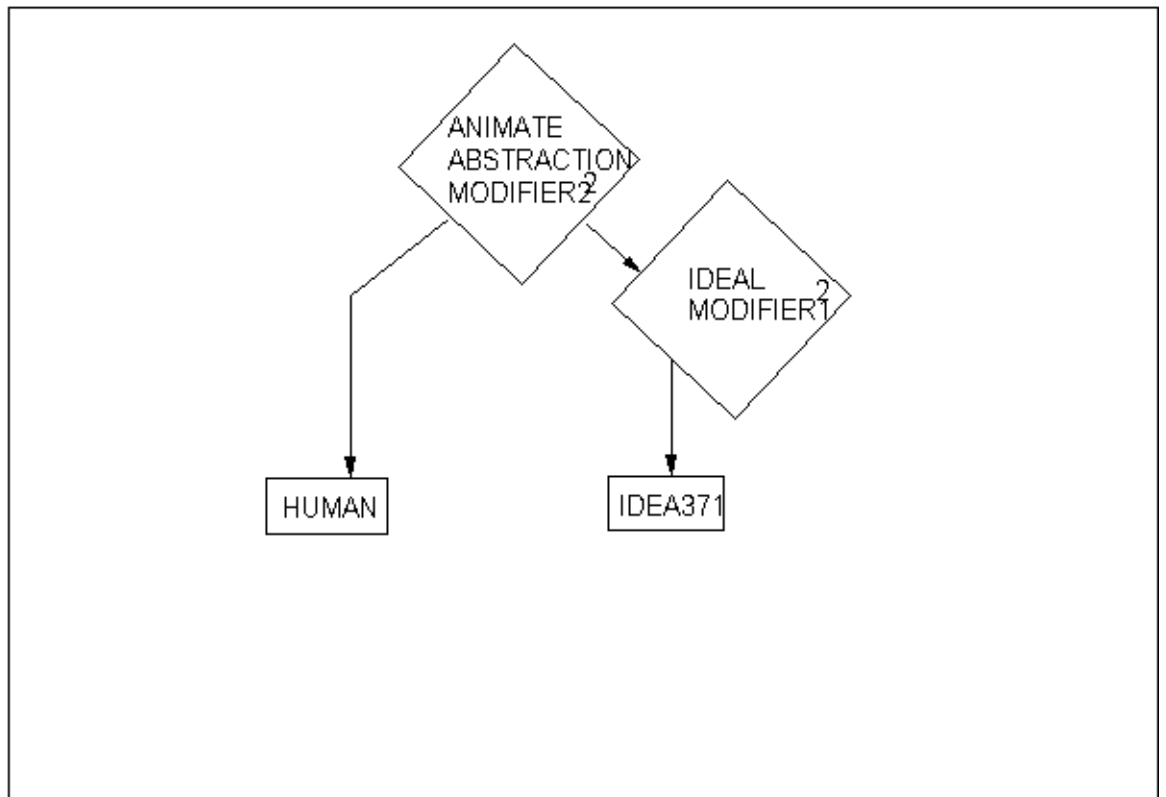 ANIMATE
ABSTRACTION
MODIFIER2 2
IDEAL
MODIFIER1 2
HUMAN
IDEA371